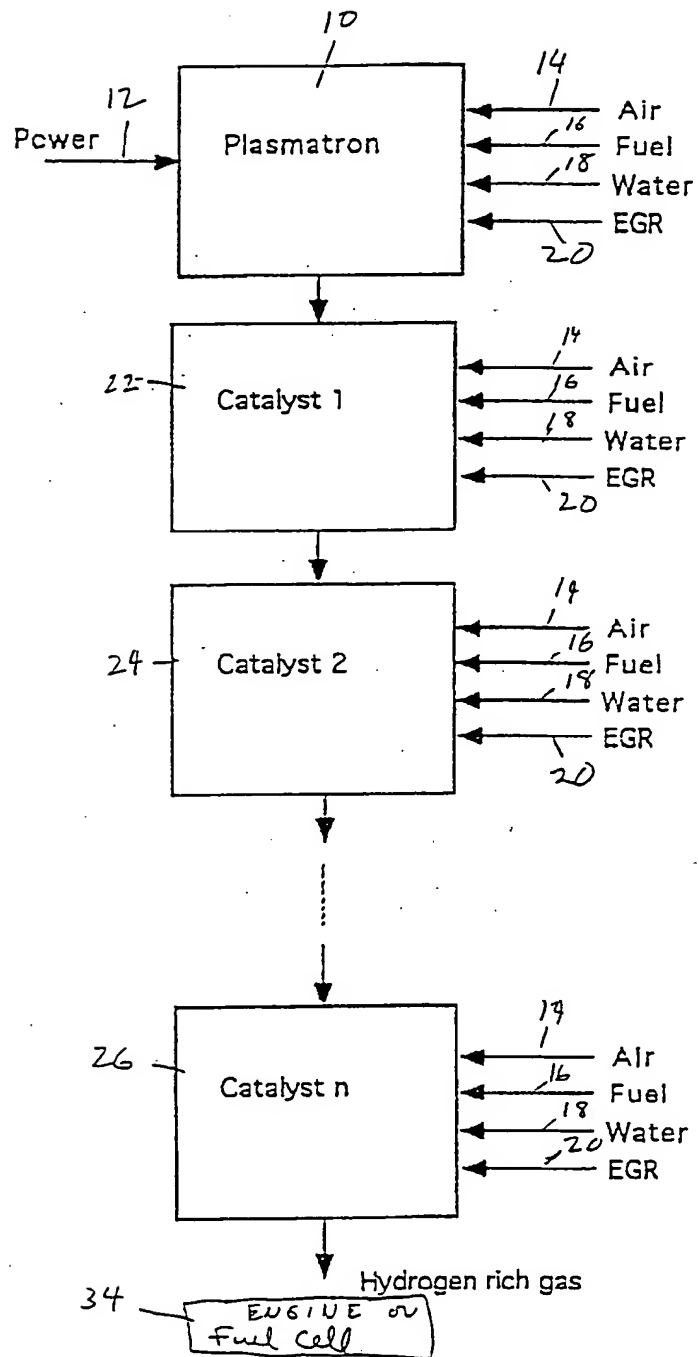 10
12
Power
Plasmatron
14
Air
16
Fuel
18
Water
EGR
20
22
Catalyst 1
14
Air
16
Fuel
18
Water
EGR
20
24
Catalyst 2
14
Air
16
Fuel
18
Water
EGR
20
26
Catalyst n
14
Air
16
Fuel
18
Water
20
EGR
Hydrogen rich gas
34
ENGINE or
Fuel Cell